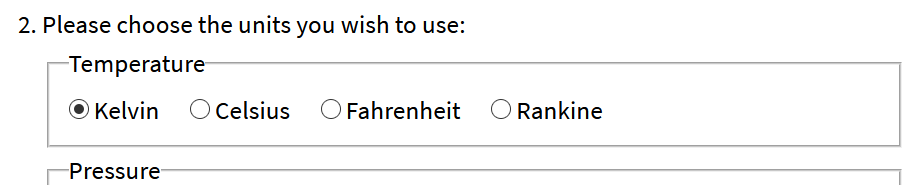 2. Please choose the units you wish to use:
Temperature
Kelvin Celsius Fahrenheit Rankine
Pressure